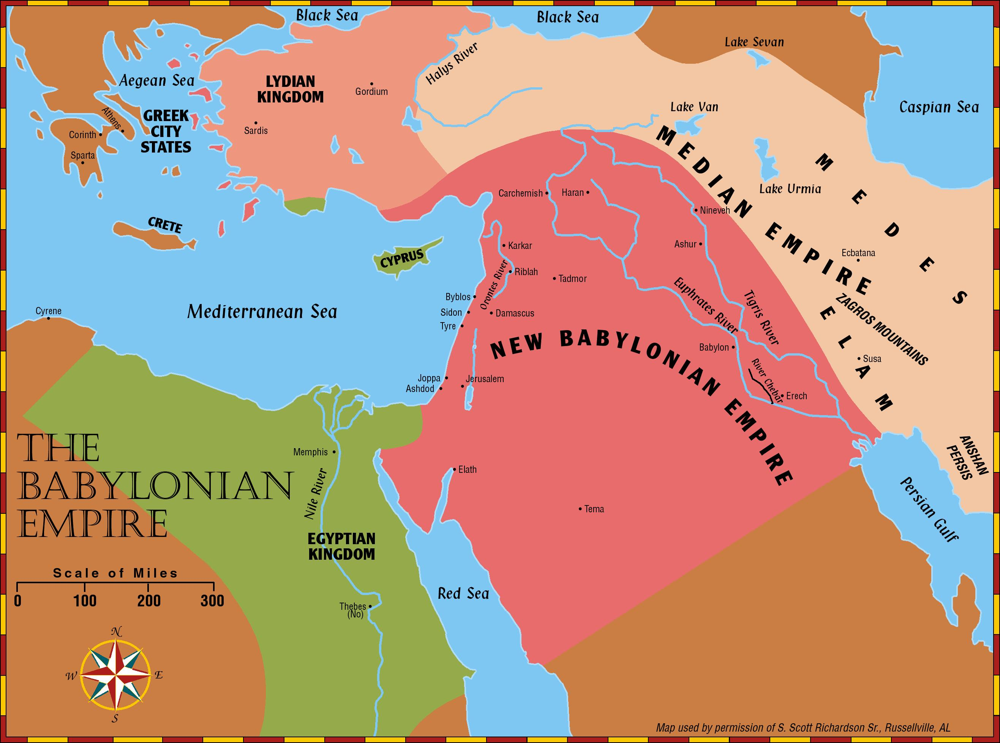 Black Sea
Black Sea
Lake Sevan
Halys River
Aegean Sea
LYDIAN
KINGDOM
Gordium
Lake Van
Caspian Sea
Athens
GREEK
CITY
STATES
Corinth
Sardis
Sparta
MEDIAN EMPIRE
MEDES
Lake Urmia
Carchemish
Haran
Nineveh
CRETE
Karkar
Ashur
CYPRUS
Ecbatana
Orontes River
Riblah
Tadmor
Euphrates River
Tigris River
Byblos
ZAGROS MOUNTAINS
ELAM
Cyrene
Mediterranean Sea
Sidon
Damascus
Tyre
NEW BABYLONIAN EMPIRE
Babylon
Susa
River Chebar
Joppa
Jerusalem
Ashdod
Erech
THE
BABYLONIAN
EMPIRE
Memphis
ANSHAN
PERSIS
Nile River
Elath
Persian Gulf
Tema
EGYPTIAN
KINGDOM
Scale of Miles
0 100 200 300
Red Sea
Thebes
(No)
N
W E
S
Map used by permission of S. Scott Richardson Sr., Russellville, AL